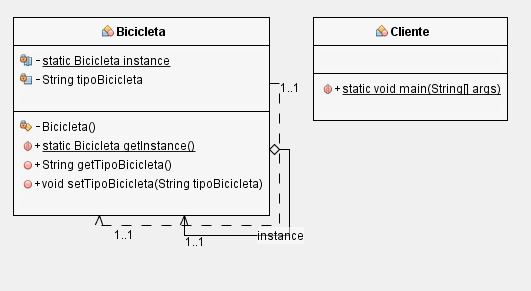 Bicicleta
- static Bicicleta instance
- String tipoBicicleta
- Bicicleta()
+ static Bicicleta getInstance()
+ String getTipoBicicleta()
+ void setTipoBicicleta(String tipoBicicleta)
Cliente
+ static void main(String[] args)
1..1
1..1
1..1
instance